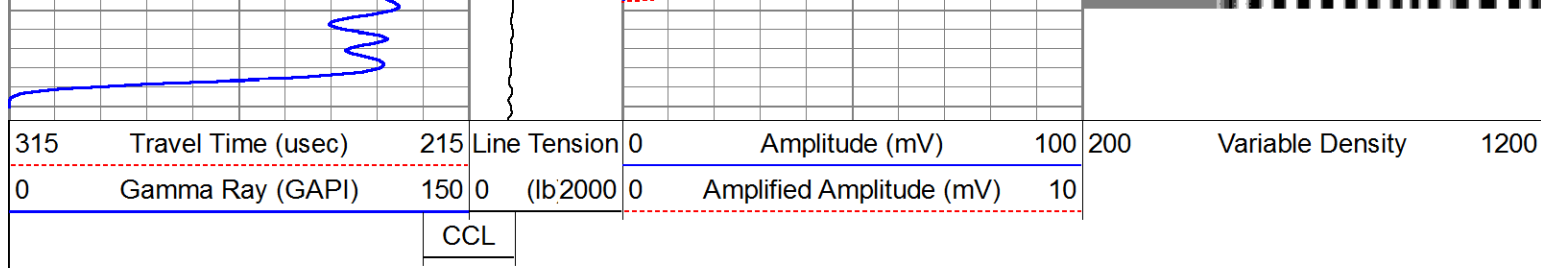 315 Travel Time (usec) 215 Line Tension 0 Amplitude (mV) 100 200 Variable Density 1200
0 Gamma Ray (GAPI) 150 0 (lb 2000 0 Amplified Amplitude (mV) 10
CCL